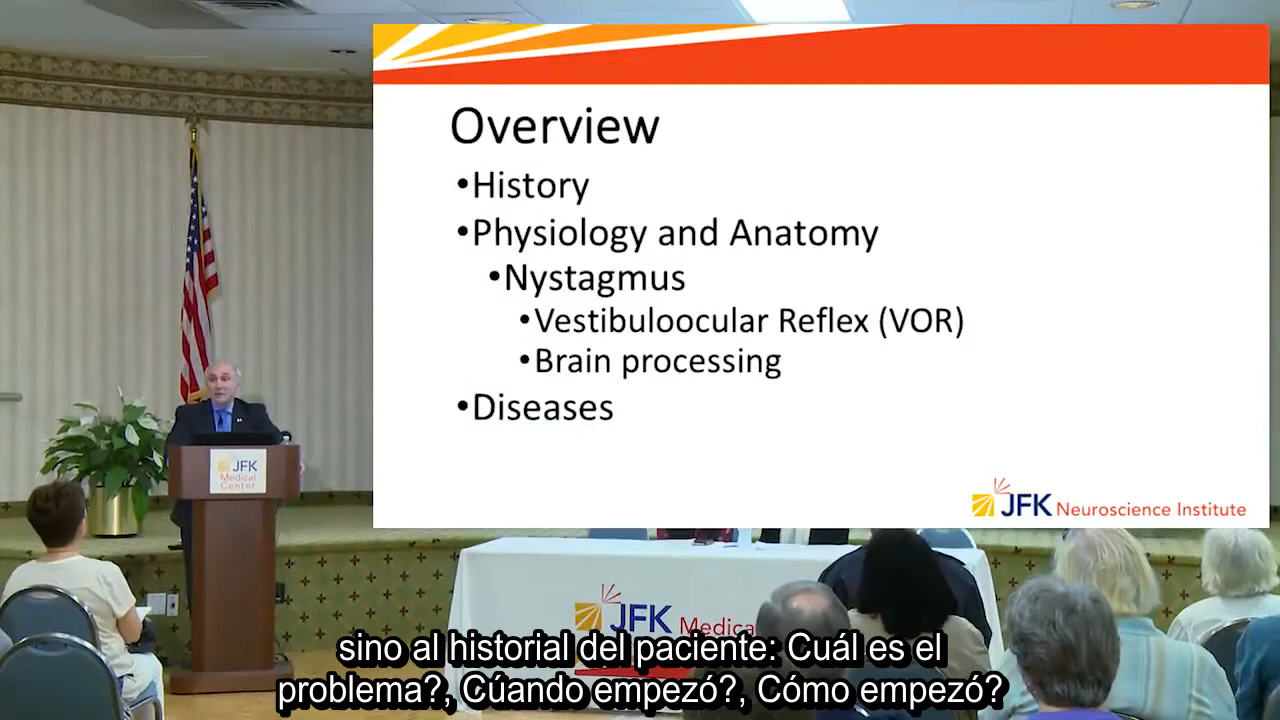 Overview
•History
•Physiology and Anatomy
•Nystagmus
•Vestibuloocular Reflex (VOR)
•Brain processing
•Diseases
JFK Neuroscience Institute
JFK
Medical
Center
JFK Medica
sino al historial del paciente: Cuál es el
problema?, Cúando empezó?, Cómo empezó?